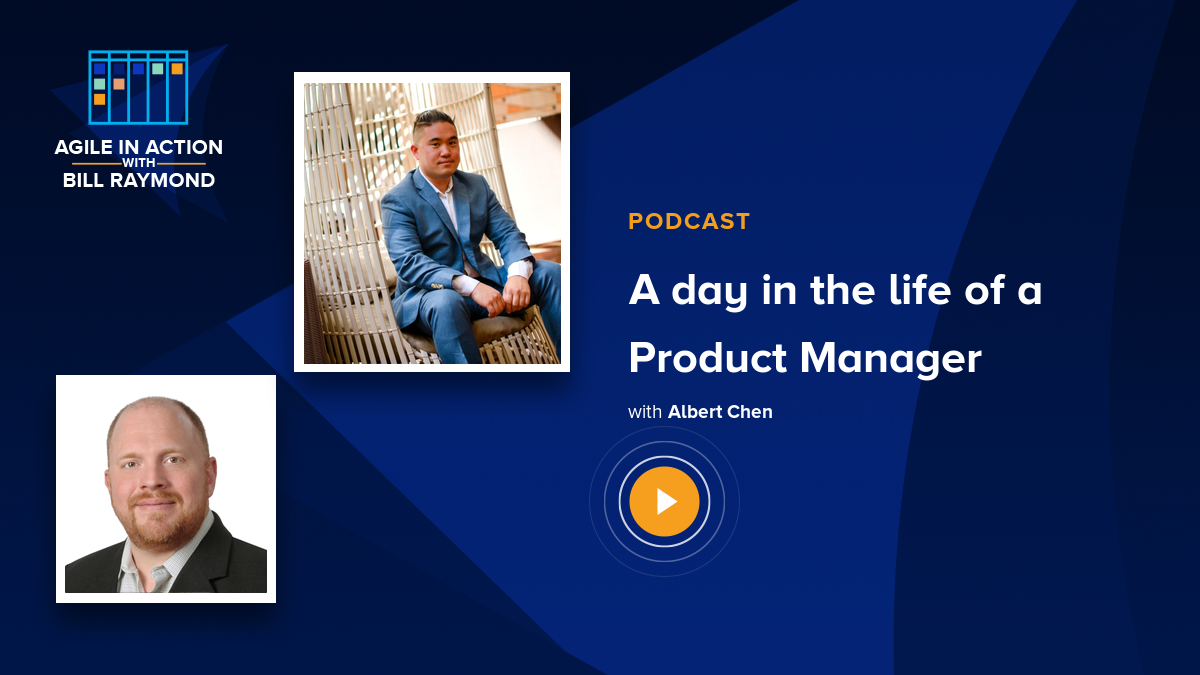 AGILE IN ACTION
WITH
BILL RAYMOND
PODCAST
A day in the life of a
Product Manager
with Albert Chen